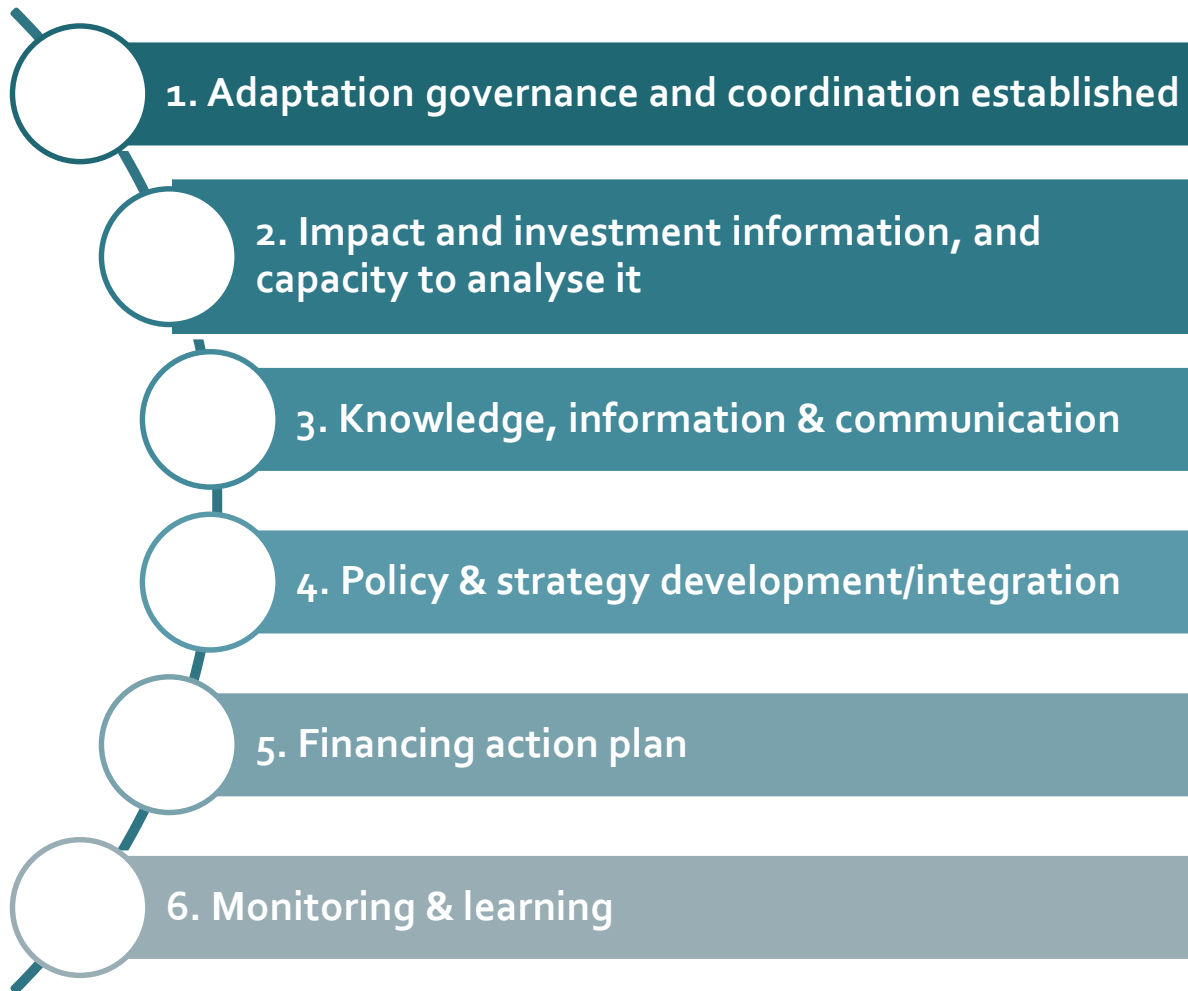 1. Adaptation governance and coordination established
2. Impact and investment information, and
capacity to analyse it
3. Knowledge, information & communication
4. Policy & strategy development/integration
5. Financing action plan
6. Monitoring & learning